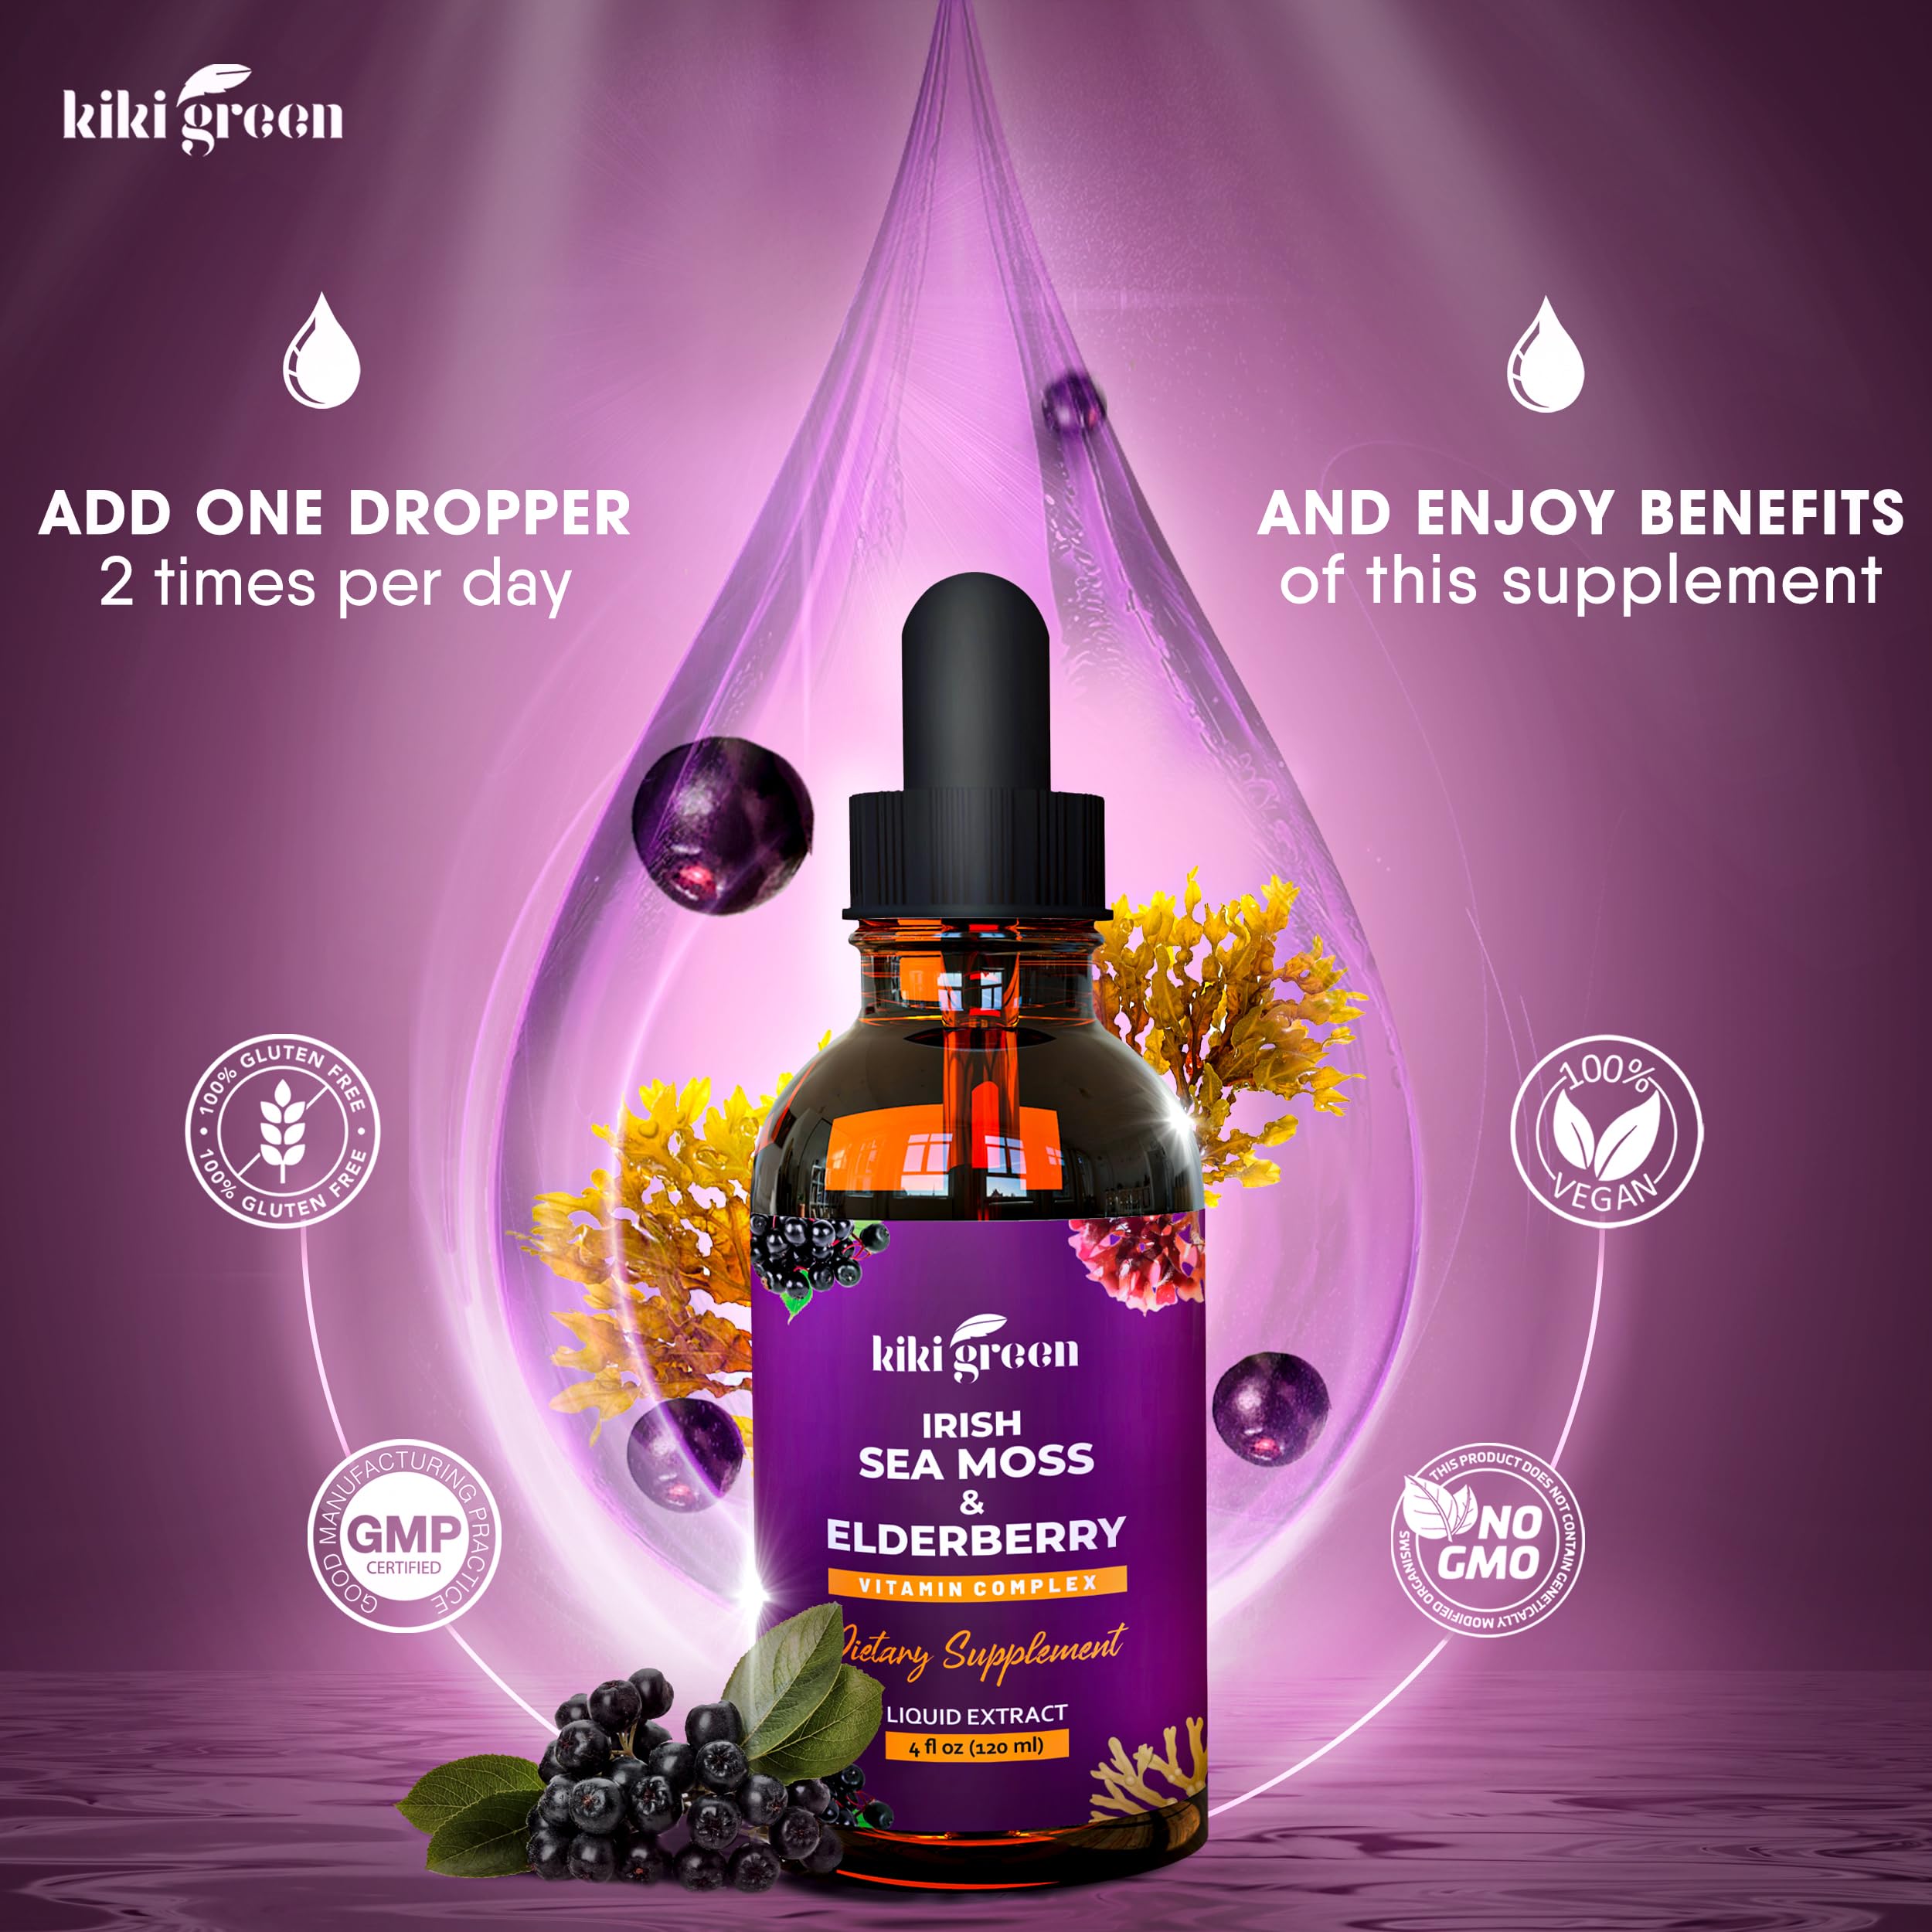 kiki green
ADD ONE DROPPER
2 times per day
AND ENJOY BENEFITS
of this supplement
100% GLUTEN FREE
100% GLUTEN FREE
100%
VEGAN
GOOD MANUFACTURING PRACTICE
GMP
CERTIFIED
THIS PRODUCT DOES NOT CONTAIN GENETICALLY MODIFIED ORGANISMS
NO
GMO
kiki green
IRISH
SEA MOSS
&
ELDERBERRY
VITAMIN COMPLEX
Dietary Supplement
LIQUID EXTRACT
4 fl oz (120 ml)